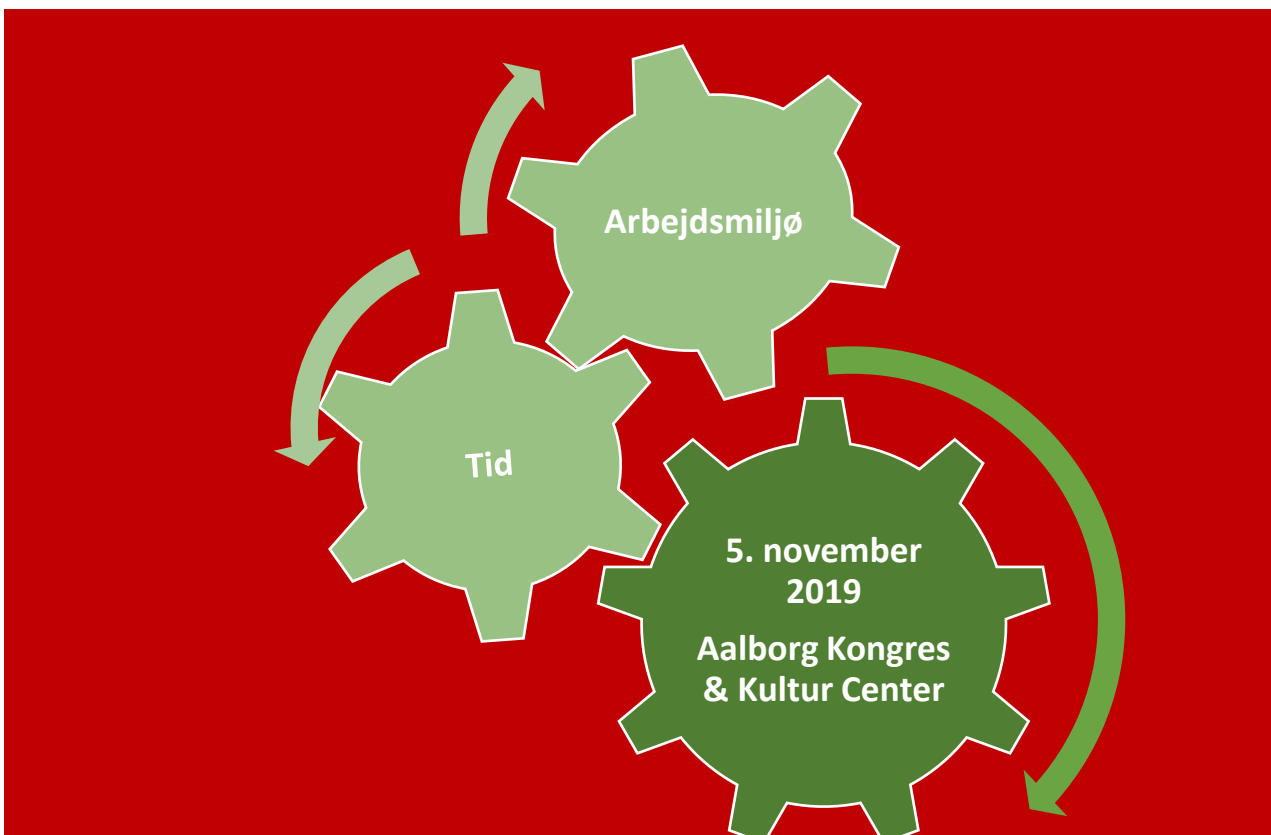 Arbejdsmiljø
Tid
5. november
2019
Aalborg Kongres
& Kultur Center